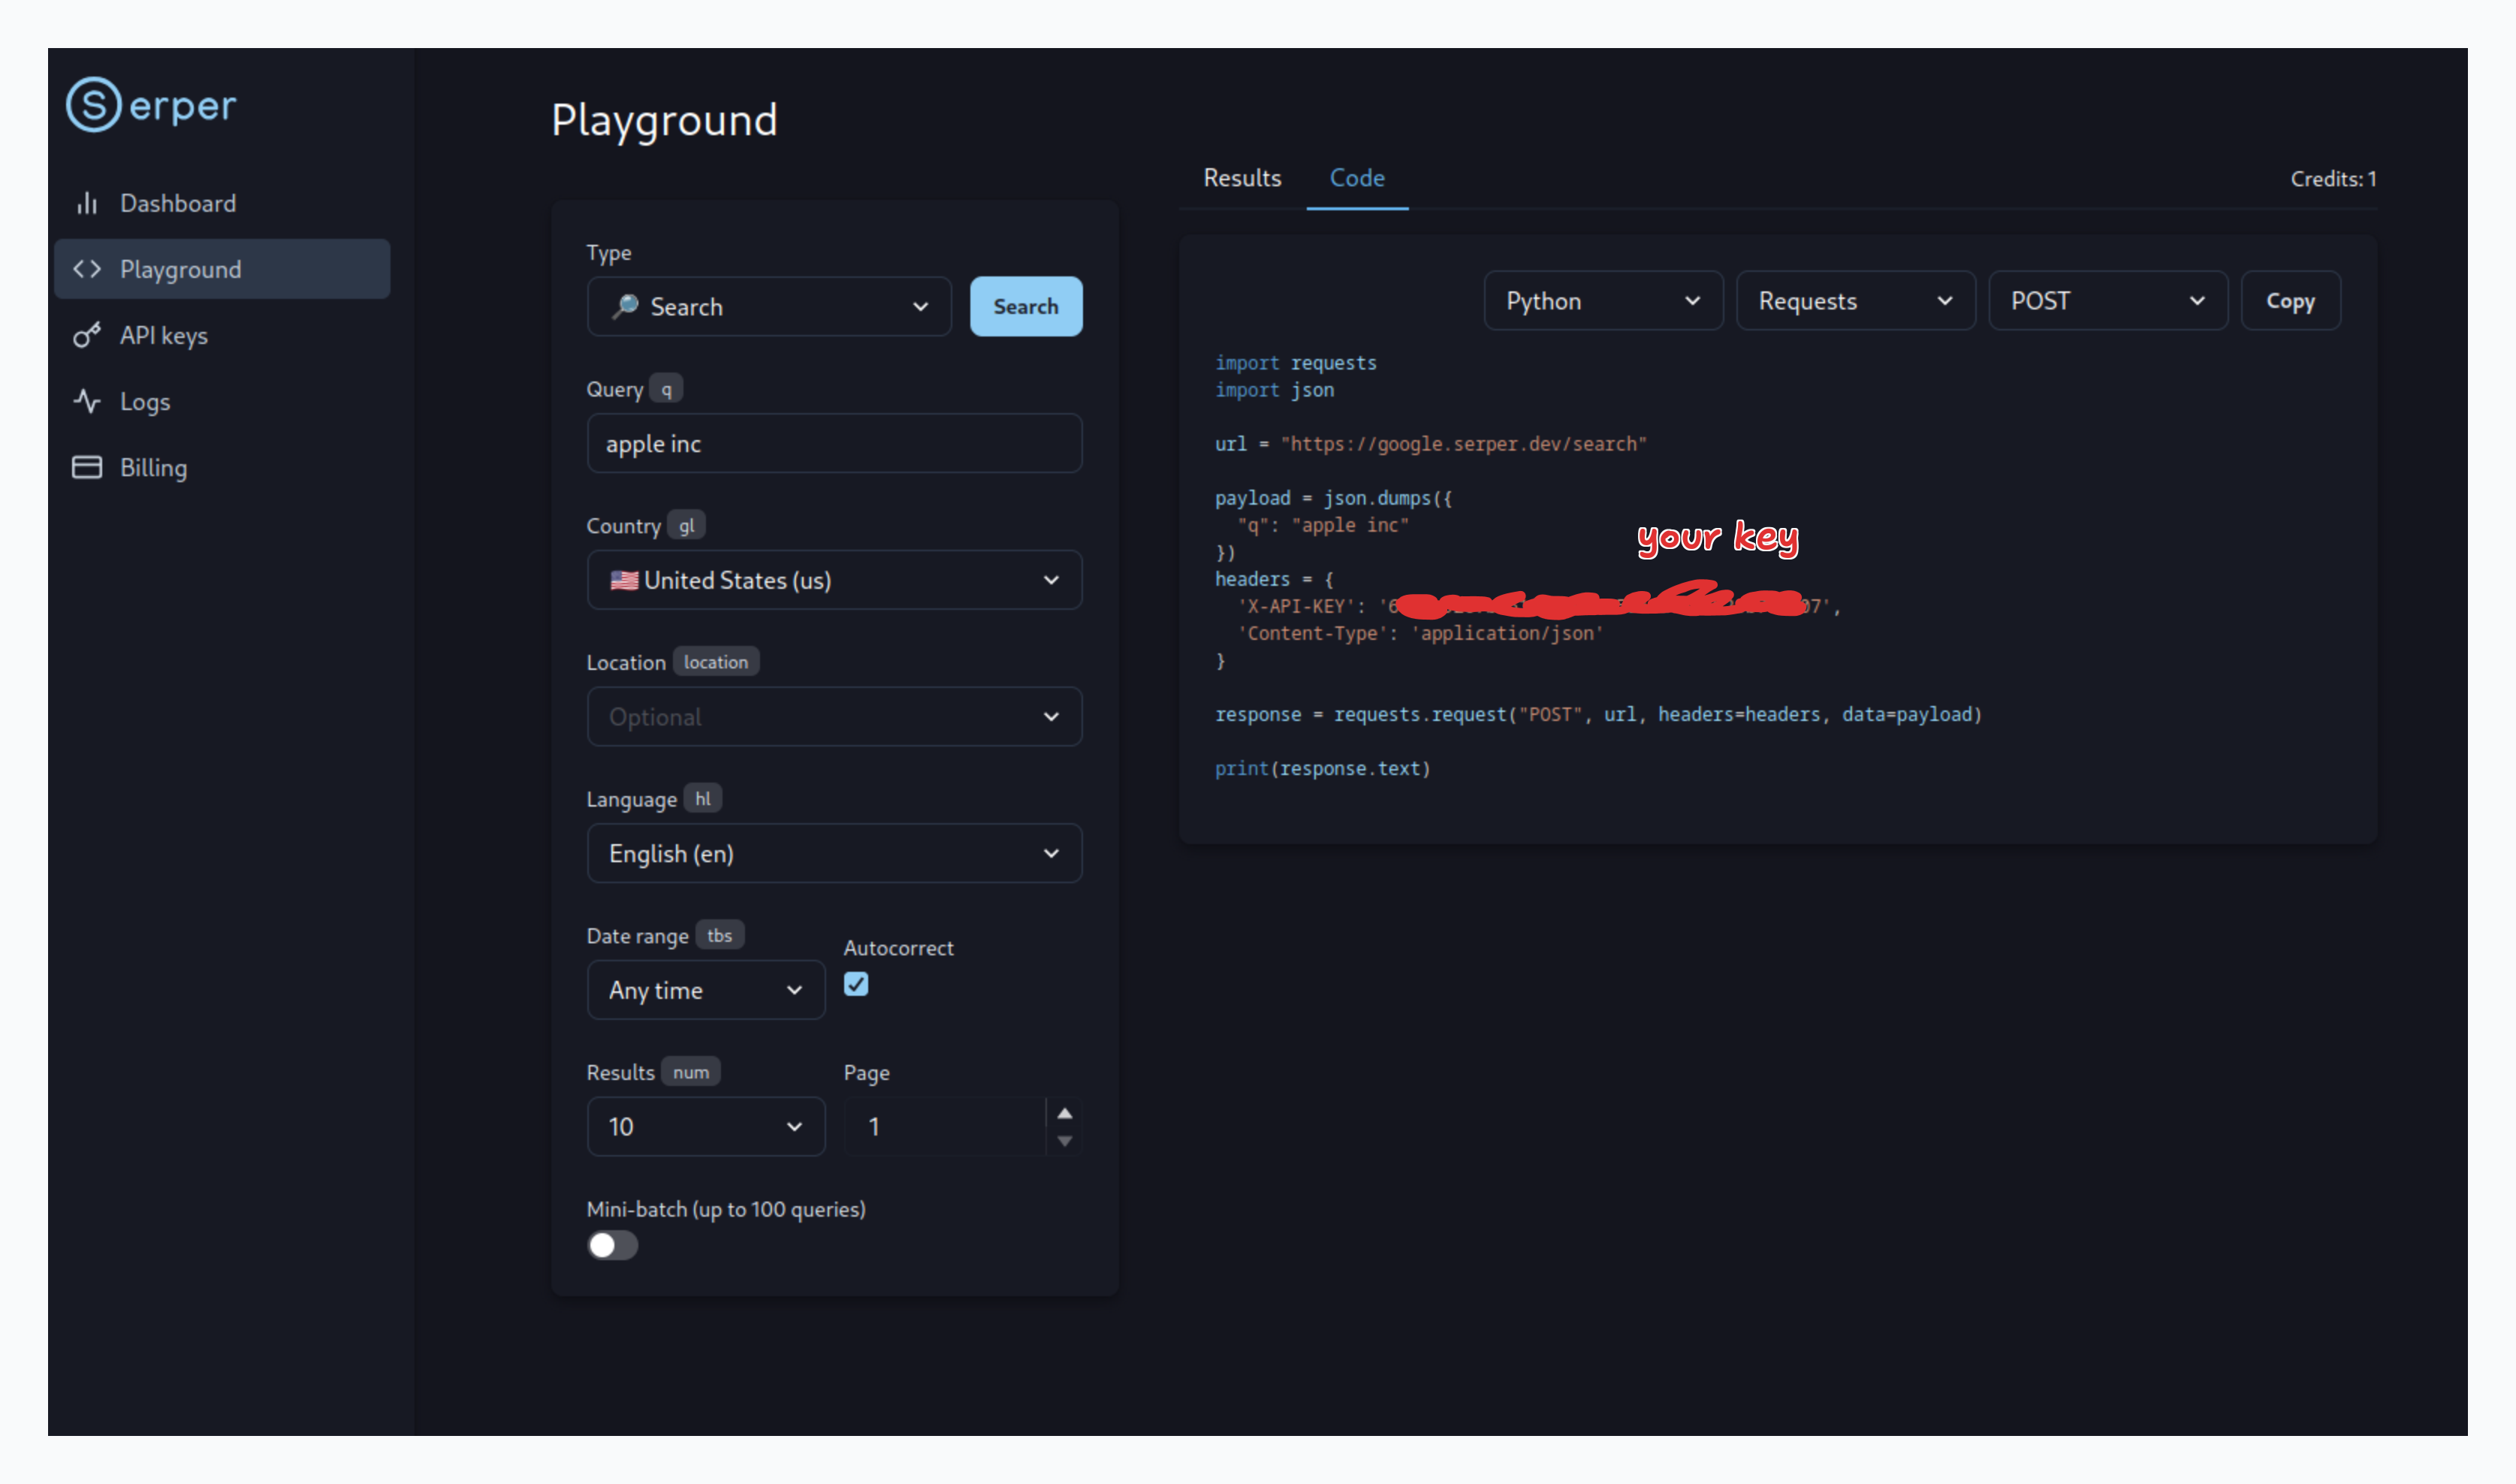 Serper
Dashboard
Playground
API keys
Logs
Billing
Playground
Type
Search
Search
Query q
apple inc
Country gl
United States (us)
Location location
Optional
Language hl
English (en)
Date range tbs
Autocorrect
Any time
Results num
Page
10
1
Mini-batch (up to 100 queries)
Results Code
Credits: 1
Python
Requests
POST
Copy
import requests
import json
url = "https://google.serper.dev/search"
payload = json.dumps({
"q": "apple inc"
})
your key
headers = {
'X-API-KEY': '6 07',
'Content-Type': 'application/json'
}
response = requests.request("POST", url, headers=headers, data=payload)
print(response.text)